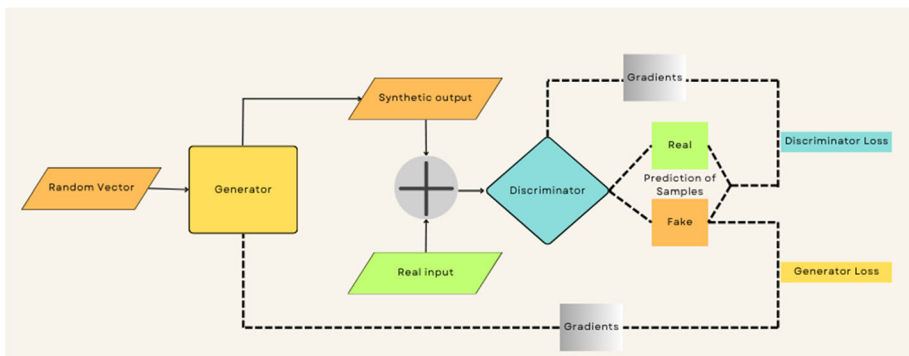 Gradients
Synthetic output
Real
Discriminator Loss
Random Vector
Generator
Discriminator
Prediction of
Samples
Fake
Real input
Generator Loss
Gradients